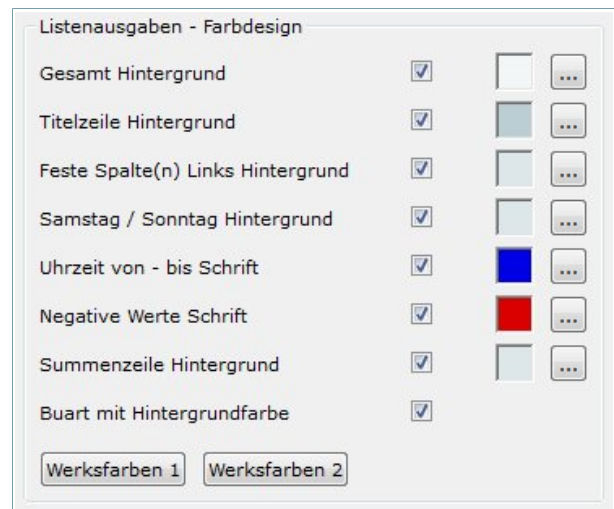 Listenausgaben - Farbdesign
Gesamt Hintergrund ...
Titelzeile Hintergrund ...
Feste Spalte(n) Links Hintergrund ...
Samstag / Sonntag Hintergrund ...
Uhrzeit von - bis Schrift ...
Negative Werte Schrift ...
Summenzeile Hintergrund ...
Buart mit Hintergrundfarbe
Werksfarben 1 Werksfarben 2